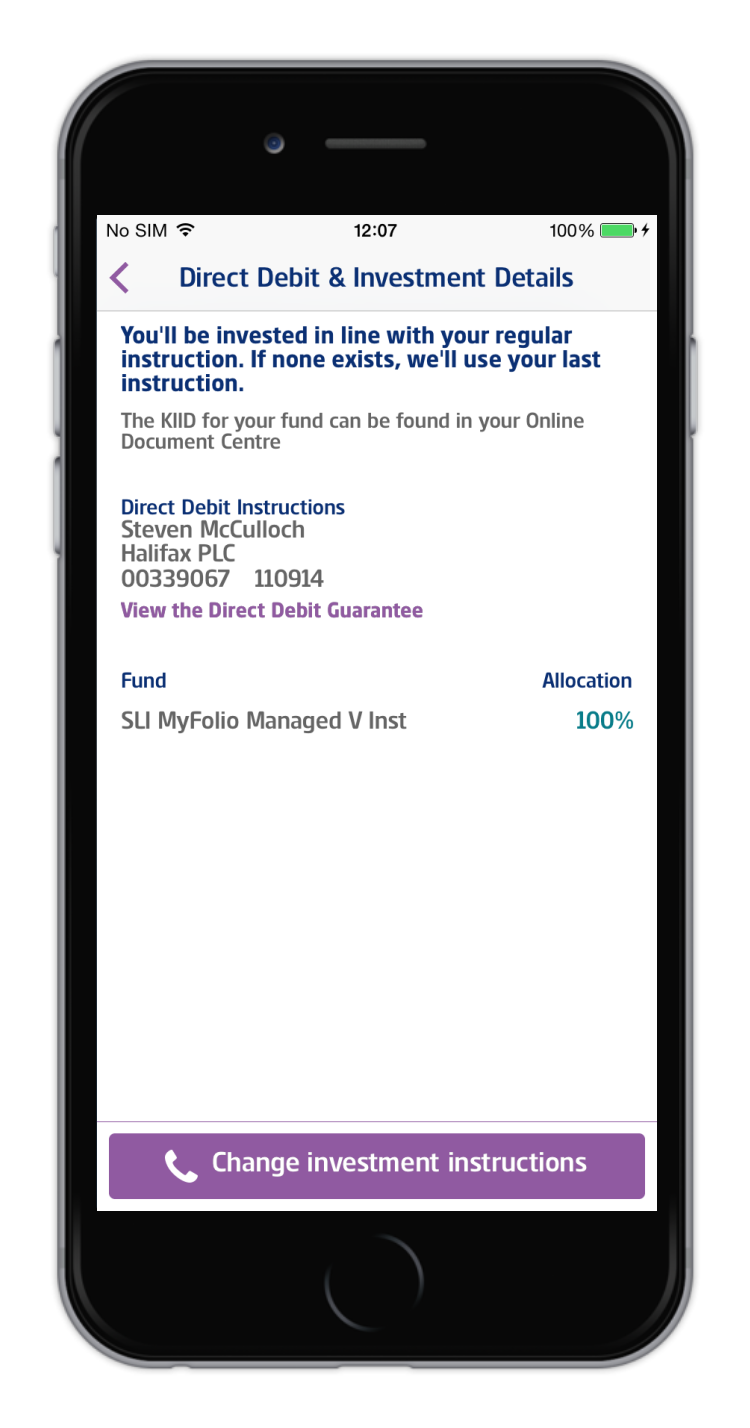 No SIM 12:07 100%
Direct Debit & Investment Details
You'll be invested in line with your regular
instruction. If none exists, we'll use your last
instruction.
The KIID for your fund can be found in your Online
Document Centre
Direct Debit Instructions
Steven McCulloch
Halifax PLC
00339067 110914
View the Direct Debit Guarantee
Fund Allocation
SLI MyFolio Managed V Inst 100%
Change investment instructions